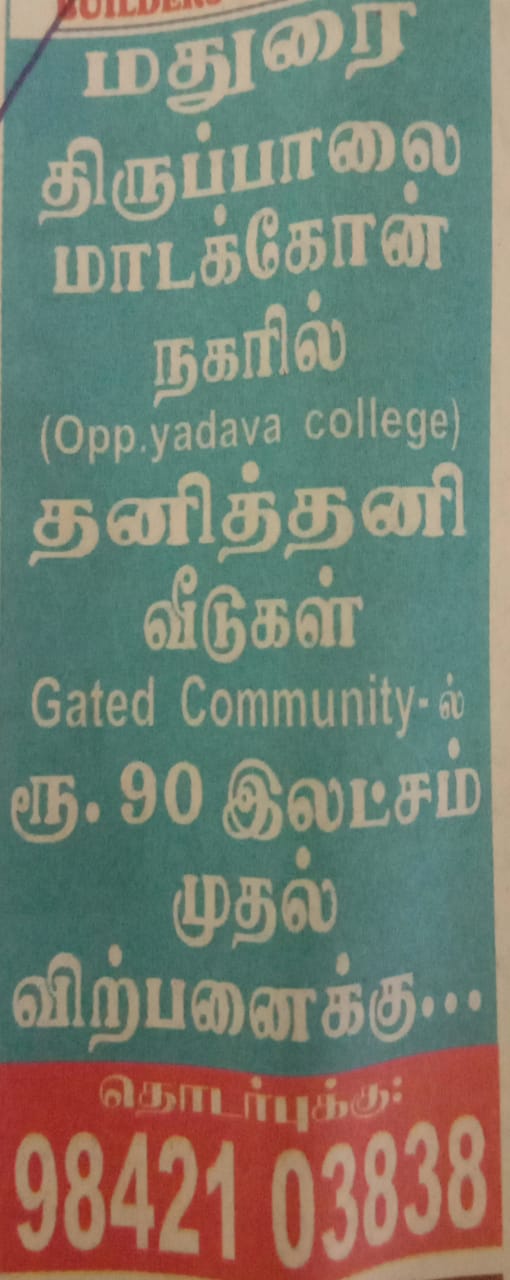 BUILDERS
மதுரை
திருப்பாலை
மாடக்கோன்
நகரில்
(Opp.yadava college)
தனித்தனி
வீடுகள்
Gated Community-ல்
ரூ. 90 இலட்சம்
முதல்
விற்பனைக்கு...
தொடர்புக்கு:
98421 03838